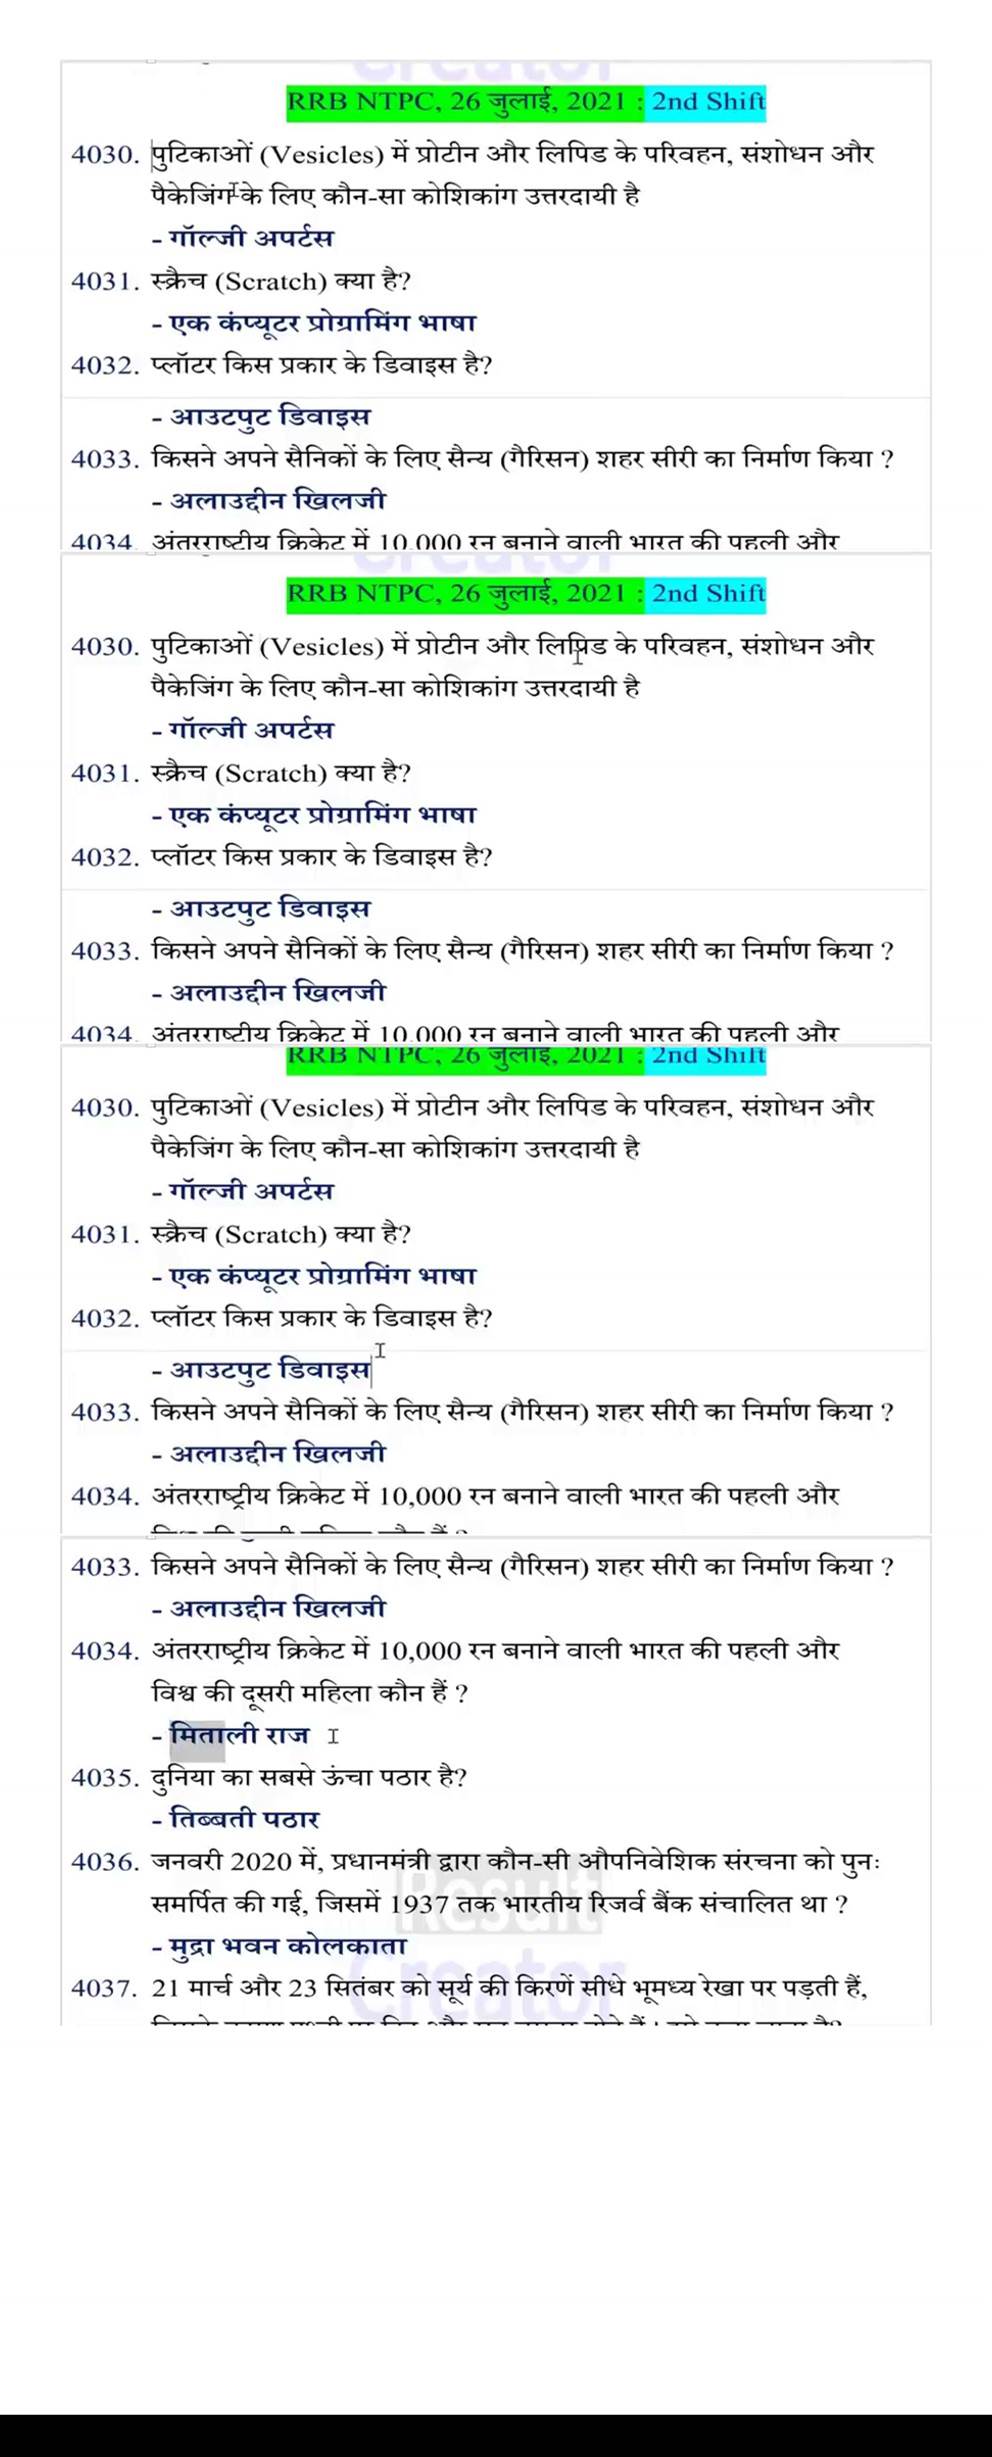 Creator
RRB NTPC, 26 जुलाई, 2021 : 2nd Shift
4030. पुटिकाओं (Vesicles) में प्रोटीन और लिपिड के परिवहन, संशोधन और
पैकेजिंग के लिए कौन-सा कोशिकांग उत्तरदायी है
- गॉल्जी अपर्टस
4031. स्क्रैच (Scratch) क्या है?
- एक कंप्यूटर प्रोग्रामिंग भाषा
4032. प्लॉटर किस प्रकार के डिवाइस है?
- आउटपुट डिवाइस
4033. किसने अपने सैनिकों के लिए सैन्य (गैरिसन) शहर सीरी का निर्माण किया ?
- अलाउद्दीन खिलजी
4034. अंतरराष्ट्रीय क्रिकेट में 10,000 रन बनाने वाली भारत की पहली और
Creator
RRB NTPC, 26 जुलाई, 2021 : 2nd Shift
4030. पुटिकाओं (Vesicles) में प्रोटीन और लिपिड के परिवहन, संशोधन और
पैकेजिंग के लिए कौन-सा कोशिकांग उत्तरदायी है
- गॉल्जी अपर्टस
4031. स्क्रैच (Scratch) क्या है?
- एक कंप्यूटर प्रोग्रामिंग भाषा
4032. प्लॉटर किस प्रकार के डिवाइस है?
- आउटपुट डिवाइस
4033. किसने अपने सैनिकों के लिए सैन्य (गैरिसन) शहर सीरी का निर्माण किया ?
- अलाउद्दीन खिलजी
4034. अंतरराष्ट्रीय क्रिकेट में 10,000 रन बनाने वाली भारत की पहली और
RRB NTPC, 26 जुलाई, 2021 : 2nd Shift
4030. पुटिकाओं (Vesicles) में प्रोटीन और लिपिड के परिवहन, संशोधन और
पैकेजिंग के लिए कौन-सा कोशिकांग उत्तरदायी है
- गॉल्जी अपर्टस
4031. स्क्रैच (Scratch) क्या है?
- एक कंप्यूटर प्रोग्रामिंग भाषा
4032. प्लॉटर किस प्रकार के डिवाइस है?
- आउटपुट डिवाइस
4033. किसने अपने सैनिकों के लिए सैन्य (गैरिसन) शहर सीरी का निर्माण किया ?
- अलाउद्दीन खिलजी
4034. अंतरराष्ट्रीय क्रिकेट में 10,000 रन बनाने वाली भारत की पहली और
4033. किसने अपने सैनिकों के लिए सैन्य (गैरिसन) शहर सीरी का निर्माण किया ?
- अलाउद्दीन खिलजी
4034. अंतरराष्ट्रीय क्रिकेट में 10,000 रन बनाने वाली भारत की पहली और
विश्व की दूसरी महिला कौन हैं ?
- मिताली राज
4035. दुनिया का सबसे ऊंचा पठार है?
- तिब्बती पठार
4036. जनवरी 2020 में, प्रधानमंत्री द्वारा कौन-सी औपनिवेशिक संरचना को पुनः
Result
समर्पित की गई, जिसमें 1937 तक भारतीय रिजर्व बैंक संचालित था ?
- मुद्रा भवन कोलकाता
Creator
4037. 21 मार्च और 23 सितंबर को सूर्य की किरणें सीधे भूमध्य रेखा पर पड़ती हैं,